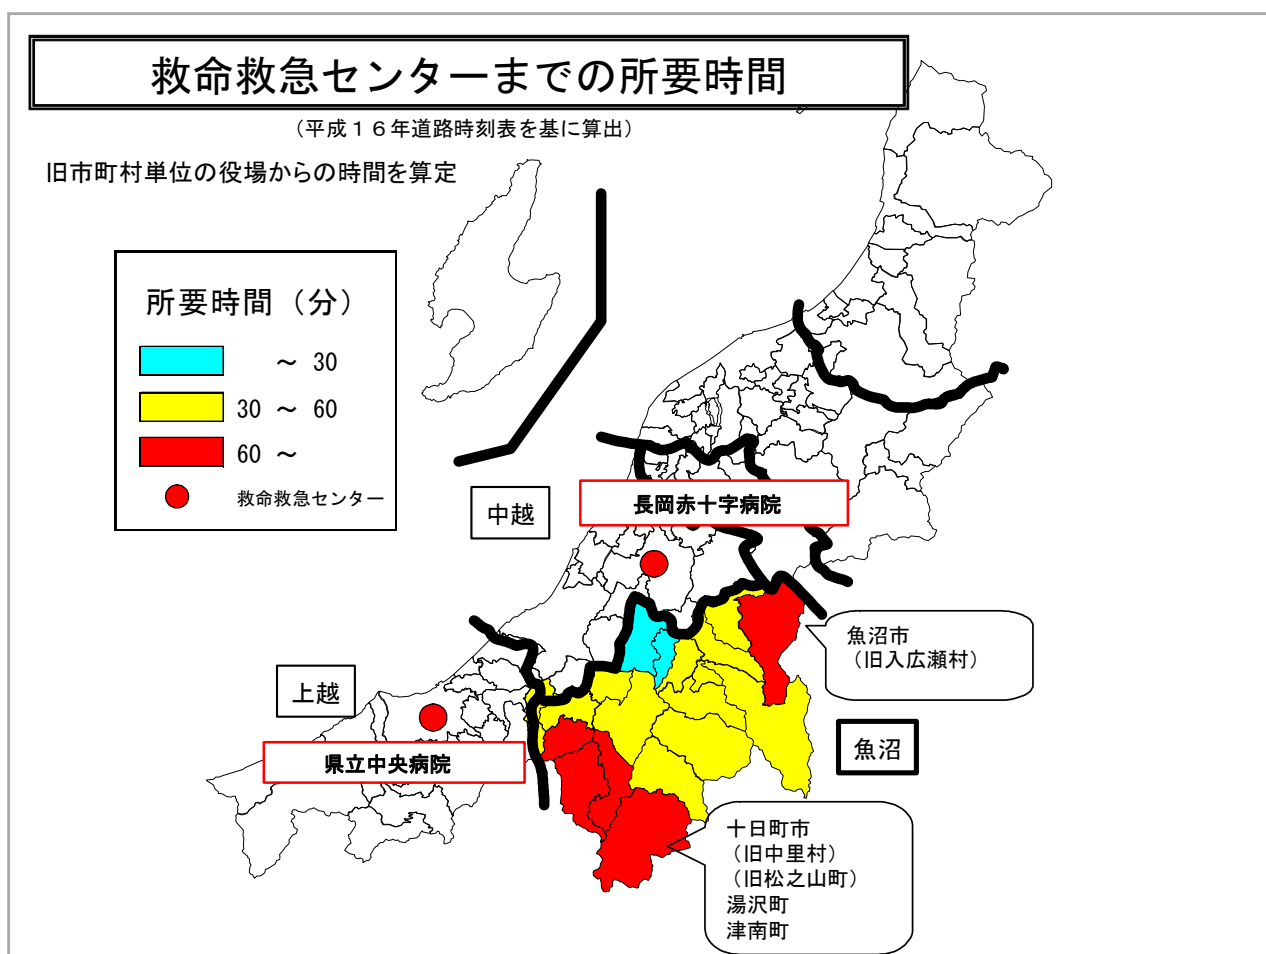 救命救急センターまでの所要時間
（平成１６年道路時刻表を基に算出）
旧市町村単位の役場からの時間を算定
所要時間（分）
～ 30
30 ～ 60
60 ～
救命救急センター
中越
長岡赤十字病院
上越
県立中央病院
魚沼市
（旧入広瀬村）
魚沼
十日町市
（旧中里村）
（旧松之山町）
湯沢町
津南町